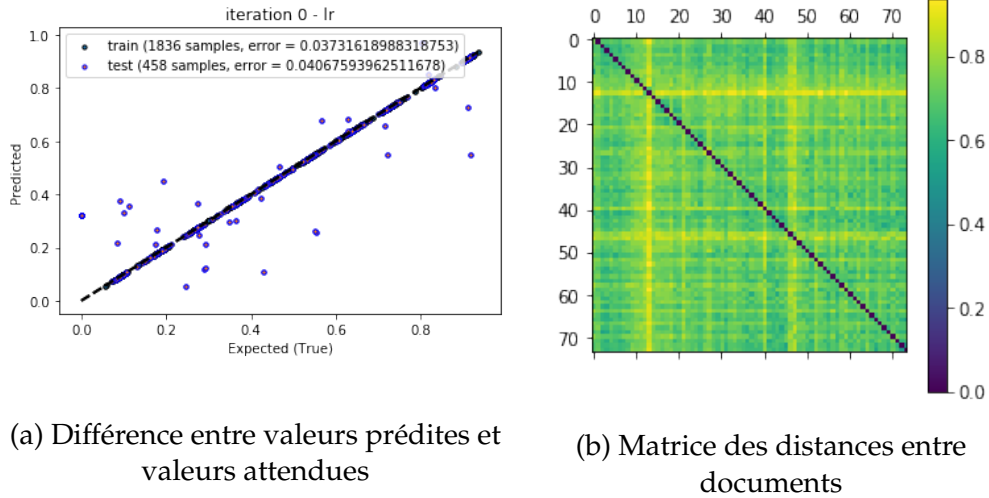 iteration 0 - lr
train (1836 samples, error = 0.03731618988318753)
test (458 samples, error = 0.0406759396251​1678)
1.0
0.8
0.6
0.4
0.2
0.0
Predicted
0.0 0.2 0.4 0.6 0.8
Expected (True)
(a) Différence entre valeurs prédites et
valeurs attendues
0 10 20 30 40 50 60 70
0
10
20
30
40
50
60
70
0.8
0.6
0.4
0.2
0.0
(b) Matrice des distances entre
documents